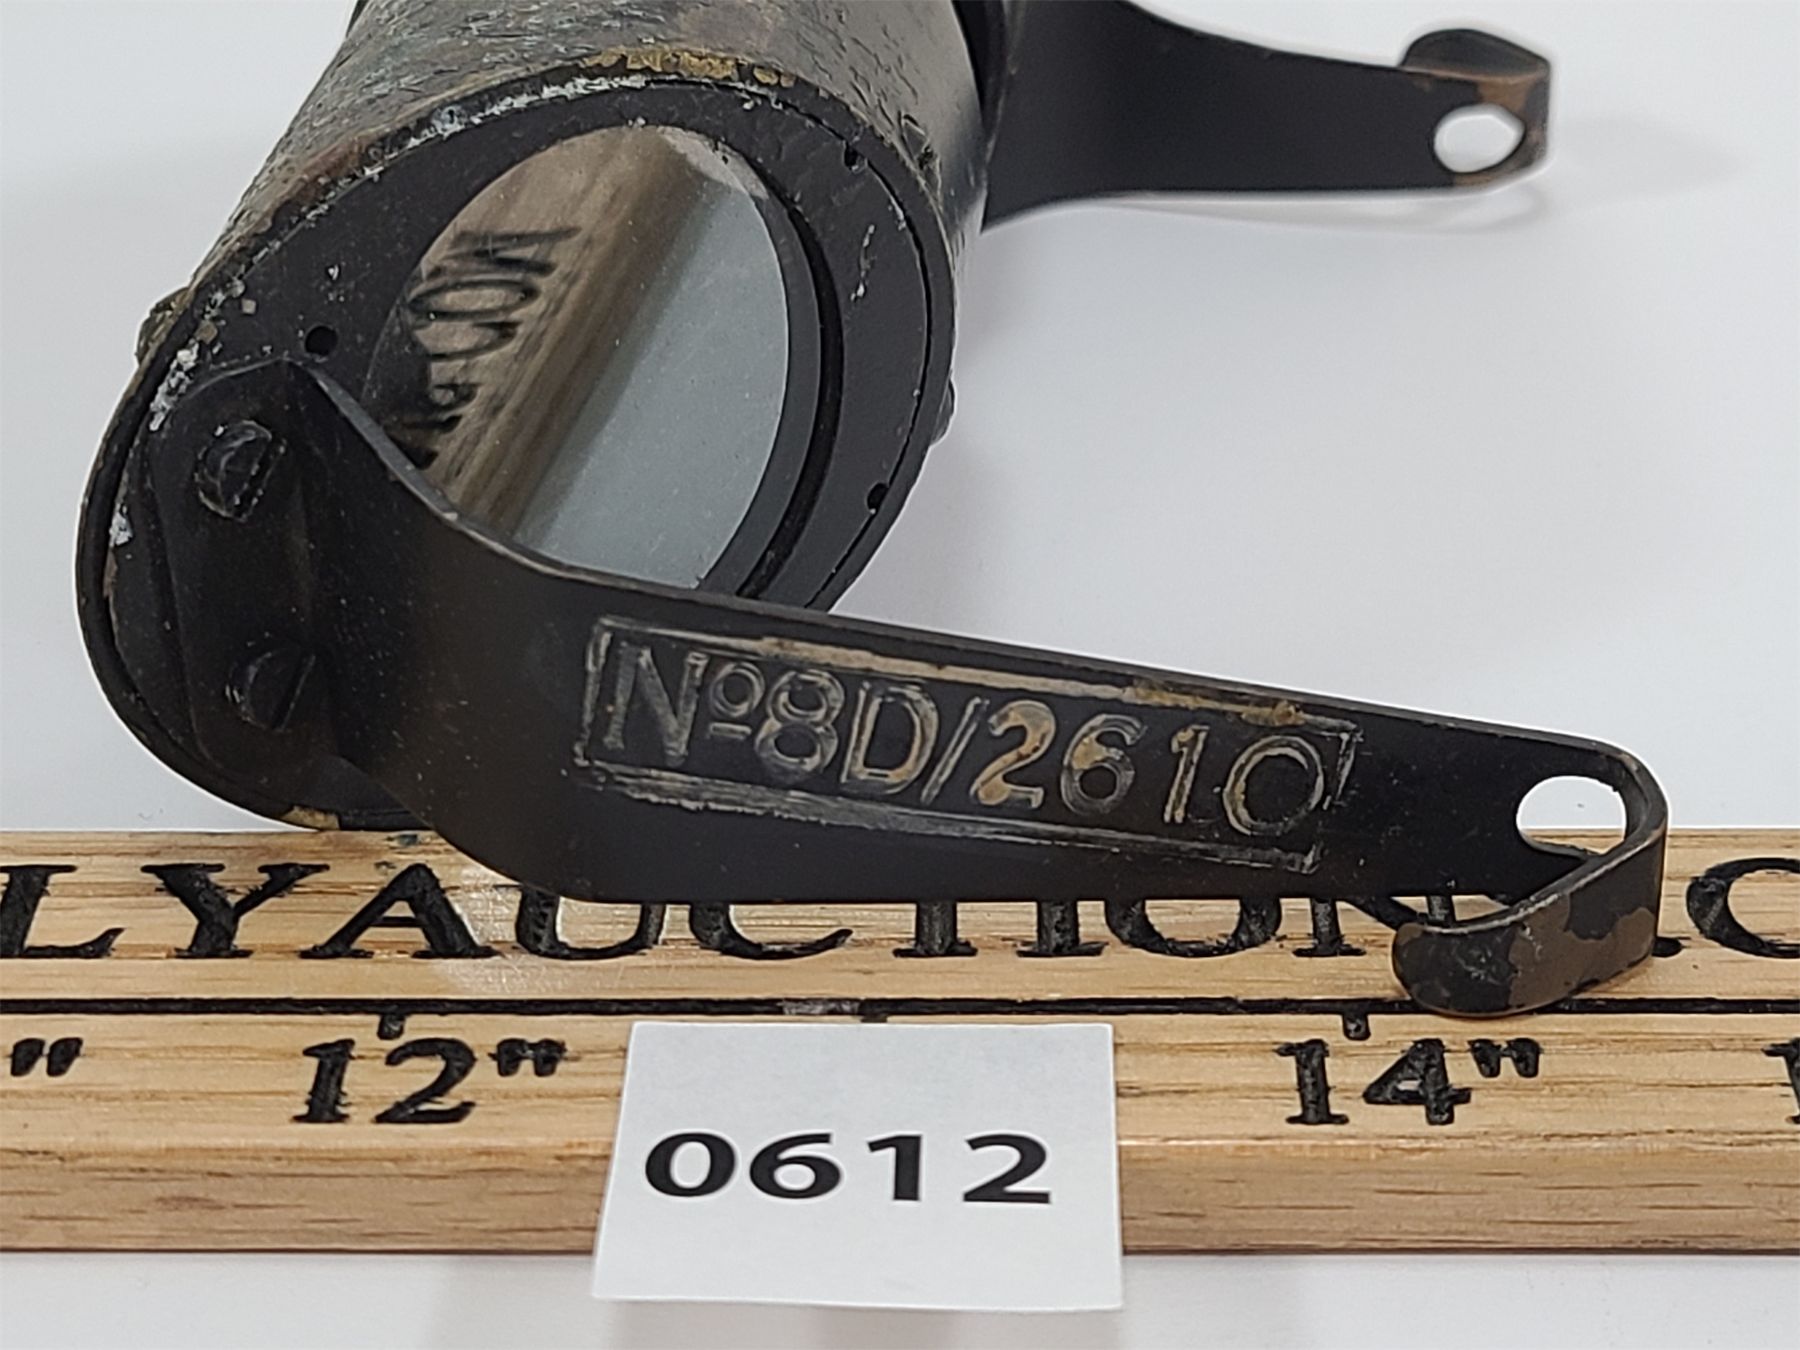 Nº8D/2610
LYAUCTION.C
" 12" 14"
0612